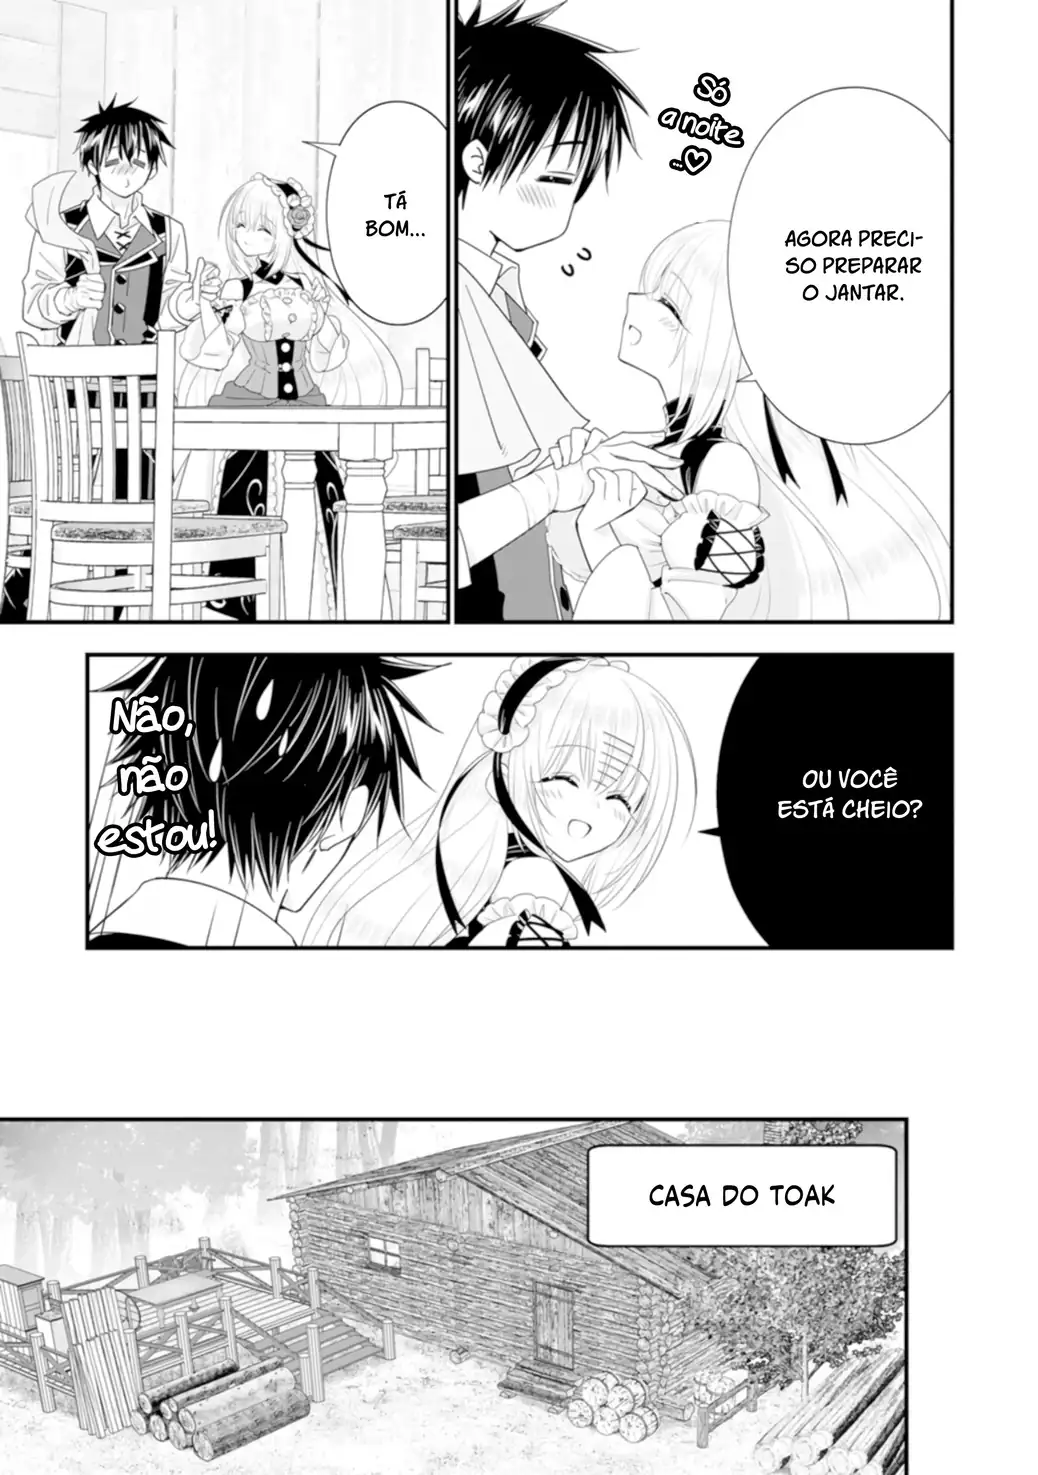 AGORA PRECI-
SO PREPARAR
O JANTAR.
Só
a noite
...♡
TÁ
BOM...
OU VOCÊ
ESTÁ CHEIO?
Não,
não
estou!
CASA DO TOAK